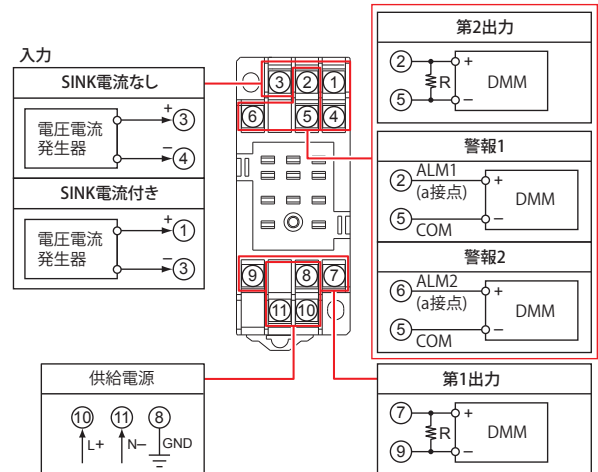 入力
SINK電流なし
電圧電流
発生器
+
③
−
④
SINK電流付き
電圧電流
発生器
+
①
−
③
③ ② ①
⑥ ⑤ ④
⑨ ⑧ ⑦
⑪ ⑩
第2出力
②
+
R
DMM
⑤
−
警報1
② ALM1
(a接点)
+
DMM
⑤
COM
−
警報2
⑥ ALM2
(a接点)
+
DMM
⑤
COM
−
供給電源
⑩ ⑪ ⑧
L+ N− GND
第1出力
⑦
+
R
DMM
⑨
−